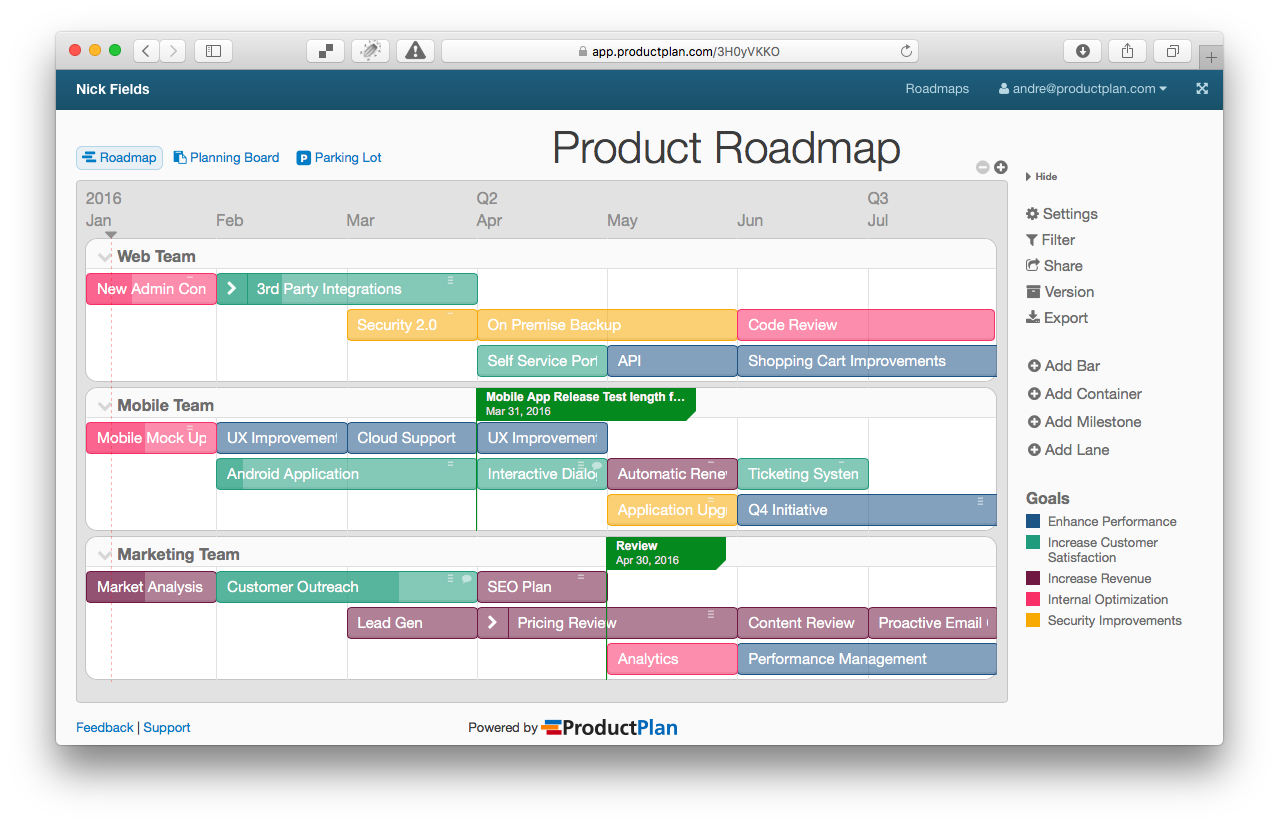 app.productplan.com/3H0yVKKO
Nick Fields
Roadmaps
andre@productplan.com
Roadmap
Planning Board
P Parking Lot
Product Roadmap
Hide
2016
Q2
Q3
Jan
Feb
Mar
Apr
May
Jun
Jul
Settings
Filter
Share
Version
Export
Add Bar
Add Container
Add Milestone
Add Lane
Web Team
New Admin Con
3rd Party Integrations
Security 2.0
On Premise Backup
Code Review
Self Service Port
API
Shopping Cart Improvements
Mobile Team
Mobile App Release Test length f...
Mar 31, 2016
Mobile Mock Up
UX Improvement
Cloud Support
UX Improvement
Android Application
Interactive Dialo
Automatic Rene
Ticketing System
Application Upg
Q4 Initiative
Marketing Team
Review
Apr 30, 2016
Market Analysis
Customer Outreach
SEO Plan
Lead Gen
Pricing Review
Content Review
Proactive Email
Analytics
Performance Management
Goals
Enhance Performance
Increase Customer
Satisfaction
Increase Revenue
Internal Optimization
Security Improvements
Feedback | Support
Powered by ProductPlan